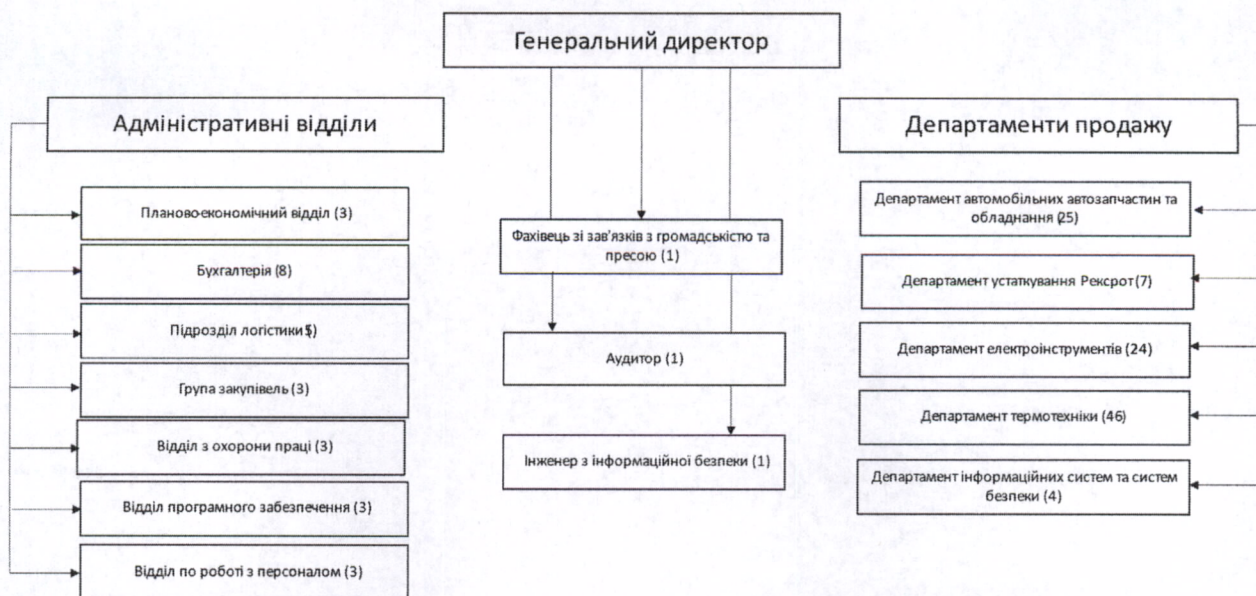 Генеральний директор
Адміністративні відділи
Планово-економічний відділ (3)
Бухгалтерія (8)
Підрозділ логістики5)
Група закупівель (3)
Відділ з охорони праці (3)
Відділ програмного забезпечення (3)
Відділ по роботі з персоналом (3)
Фахівець зі зав'язків з громадськістю та
пресою (1)
Аудитор (1)
Інженер з інформаційної безпеки (1)
Департаменти продажу
Департамент автомобільних автозапчастин та
обладнання (25)
Департамент устаткування Рексрот (7)
Департамент електроінструментів (24)
Департамент термотехніки (46)
Департамент інформаційних систем та систем
безпеки (4)